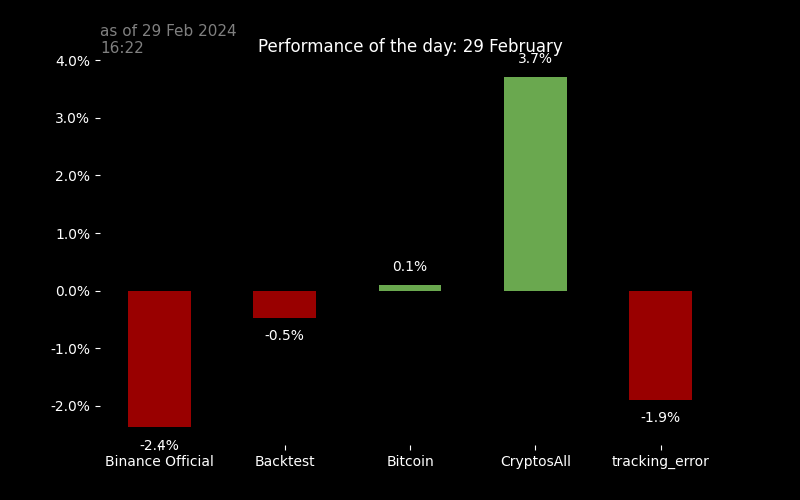 as of 29 Feb 2024
16:22
Performance of the day: 29 February
4.0%
3.0%
2.0%
1.0%
0.0%
-1.0%
-2.0%
-2.4%
-0.5%
0.1%
3.7%
-1.9%
Binance Official
Backtest
Bitcoin
CryptosAll
tracking_error